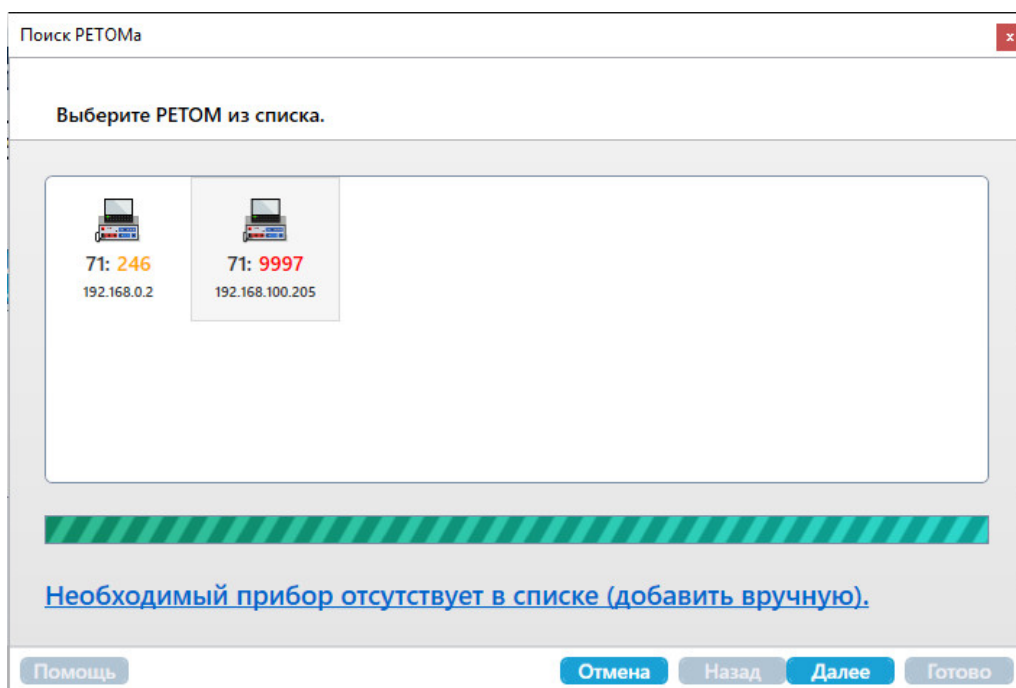 Поиск РЕТОМа
x
Выберите РЕТОМ из списка.
71: 246
71: 9997
192.168.0.2
192.168.100.205
Необходимый прибор отсутствует в списке (добавить вручную).
Помощь
Отмена
Назад
Далее
Готово